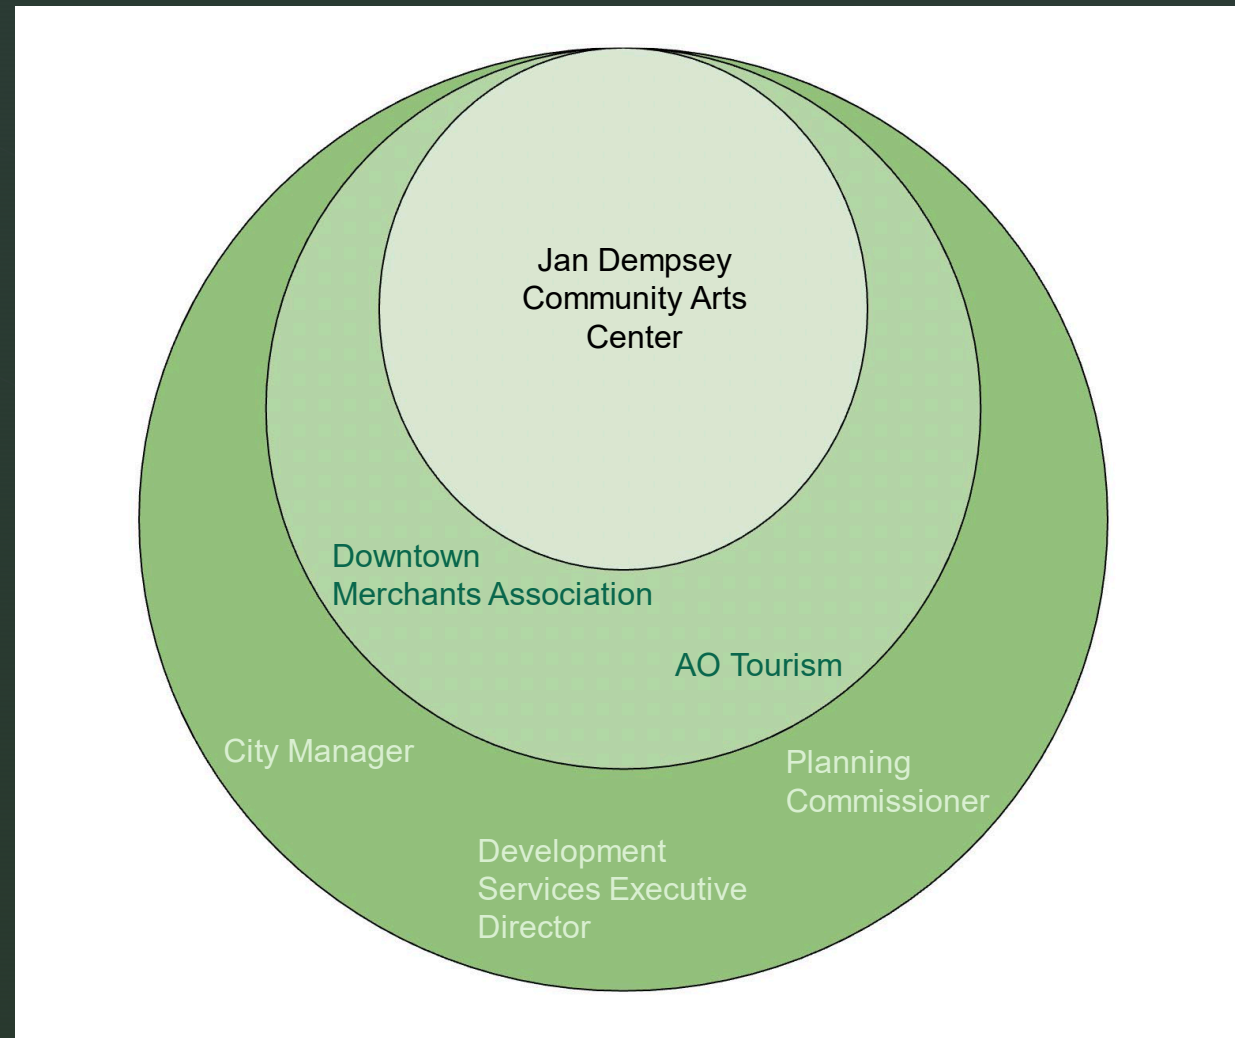 Jan Dempsey
Community Arts
Center
Downtown
Merchants Association
AO Tourism
City Manager
Planning
Commissioner
Development
Services Executive
Director